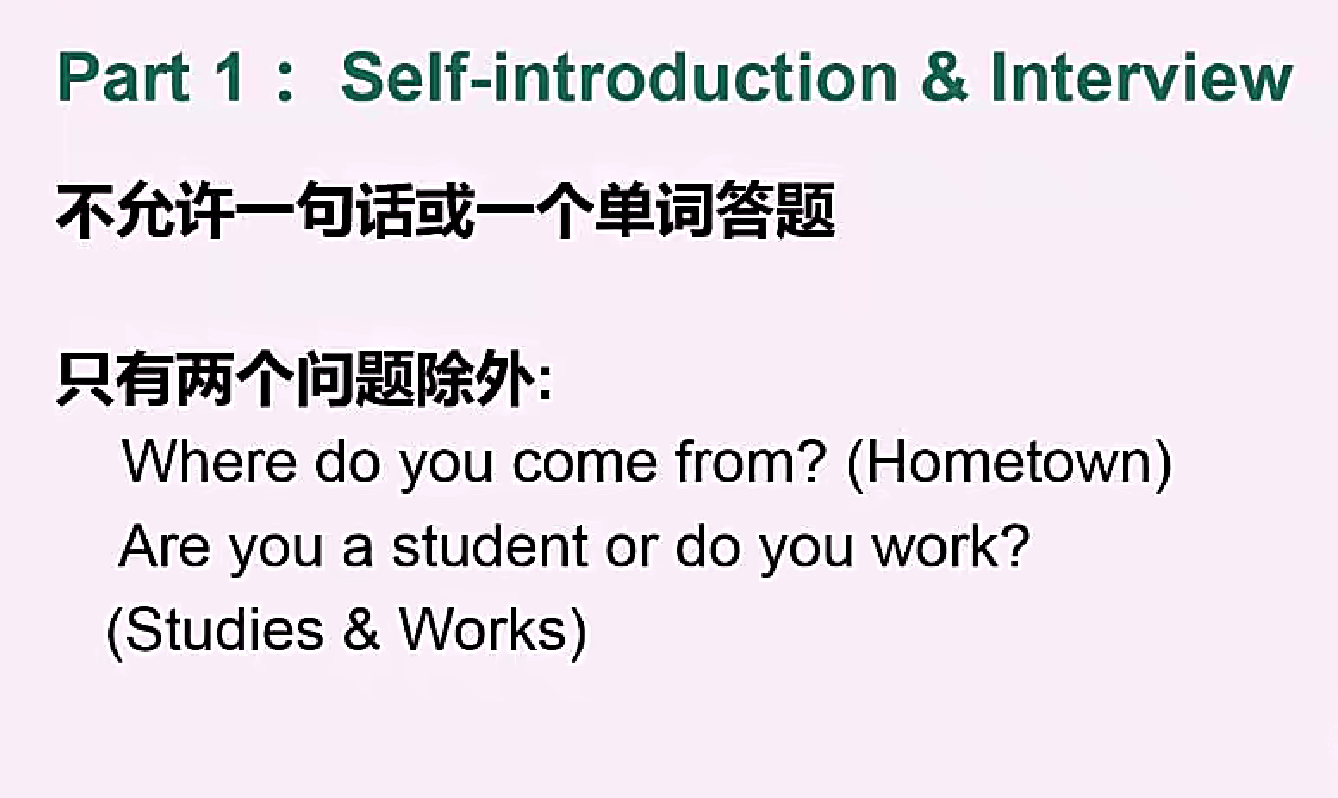 Part 1： Self-introduction & Interview
不允许一句话或一个单词答题
只有两个问题除外:
Where do you come from? (Hometown)
Are you a student or do you work?
(Studies & Works)